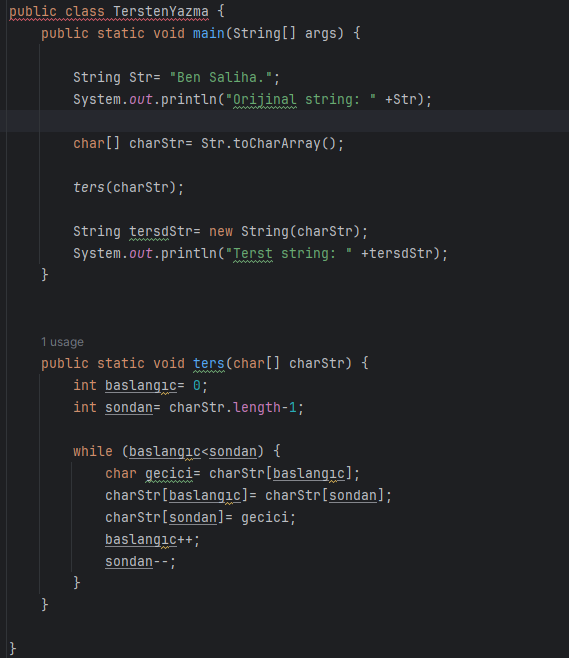 public class TerstenYazma {
public static void main(String[] args) {
String Str= "Ben Saliha.";
System.out.println("Orijinal string: " +Str);
char[] charStr= Str.toCharArray();
ters(charStr);
String tersdStr= new String(charStr);
System.out.println("Terst string: " +tersdStr);
}
1 usage
public static void ters(char[] charStr) {
int baslangıc= 0;
int sondan= charStr.length-1;
while (baslangıc<sondan) {
char gecici= charStr[baslangıc];
charStr[baslangıc]= charStr[sondan];
charStr[sondan]= gecici;
baslangıc++;
sondan--;
}
}
}